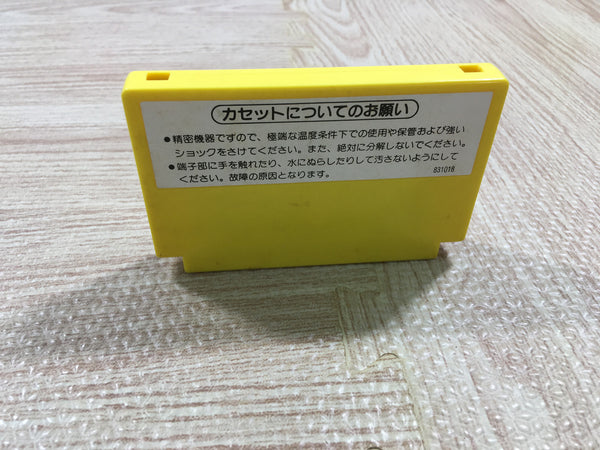 カセットについてのお願い
●精密機器ですので、極端な温度条件下での使用や保管および強い
ショックをさけてください。また、絶対に分解しないでください。
●端子部に手を触れたり、水にぬらしたりして汚さないようにして
ください。故障の原因となります。
831018